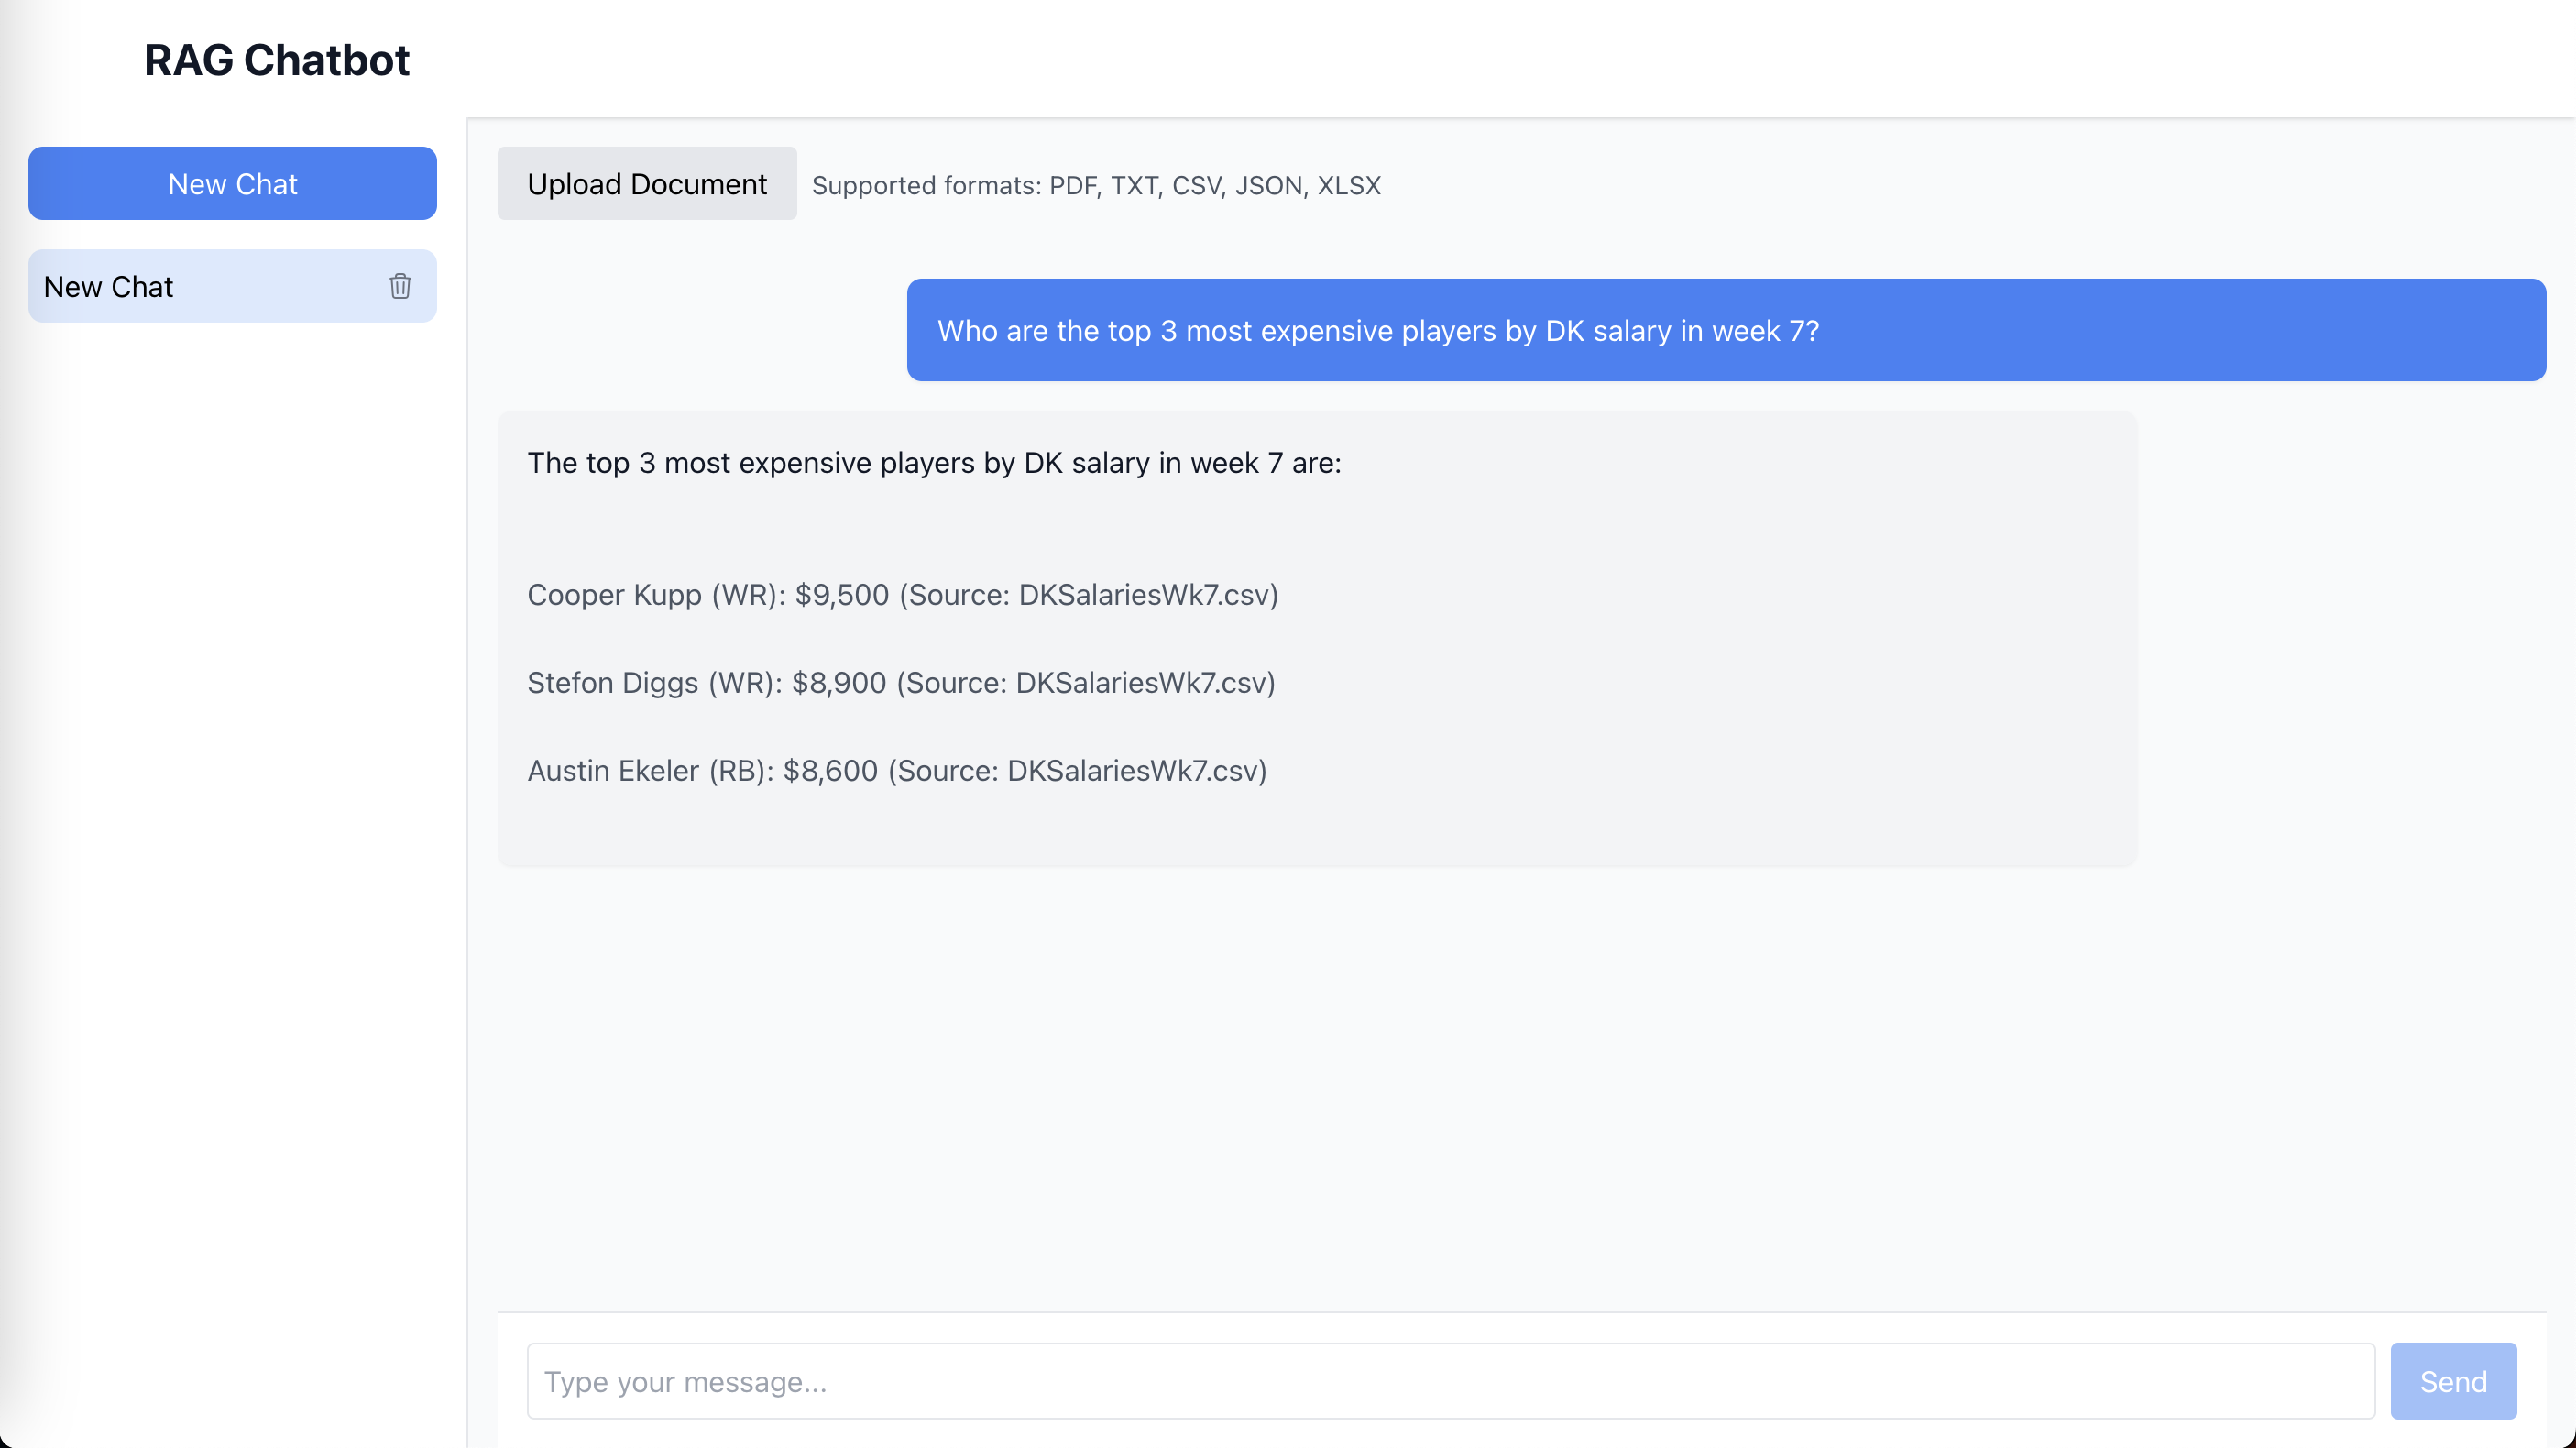 RAG Chatbot
New Chat
New Chat
Upload Document
Supported formats: PDF, TXT, CSV, JSON, XLSX
Who are the top 3 most expensive players by DK salary in week 7?
The top 3 most expensive players by DK salary in week 7 are:
Cooper Kupp (WR): $9,500 (Source: DKSalariesWk7.csv)
Stefon Diggs (WR): $8,900 (Source: DKSalariesWk7.csv)
Austin Ekeler (RB): $8,600 (Source: DKSalariesWk7.csv)
Type your message...
Send